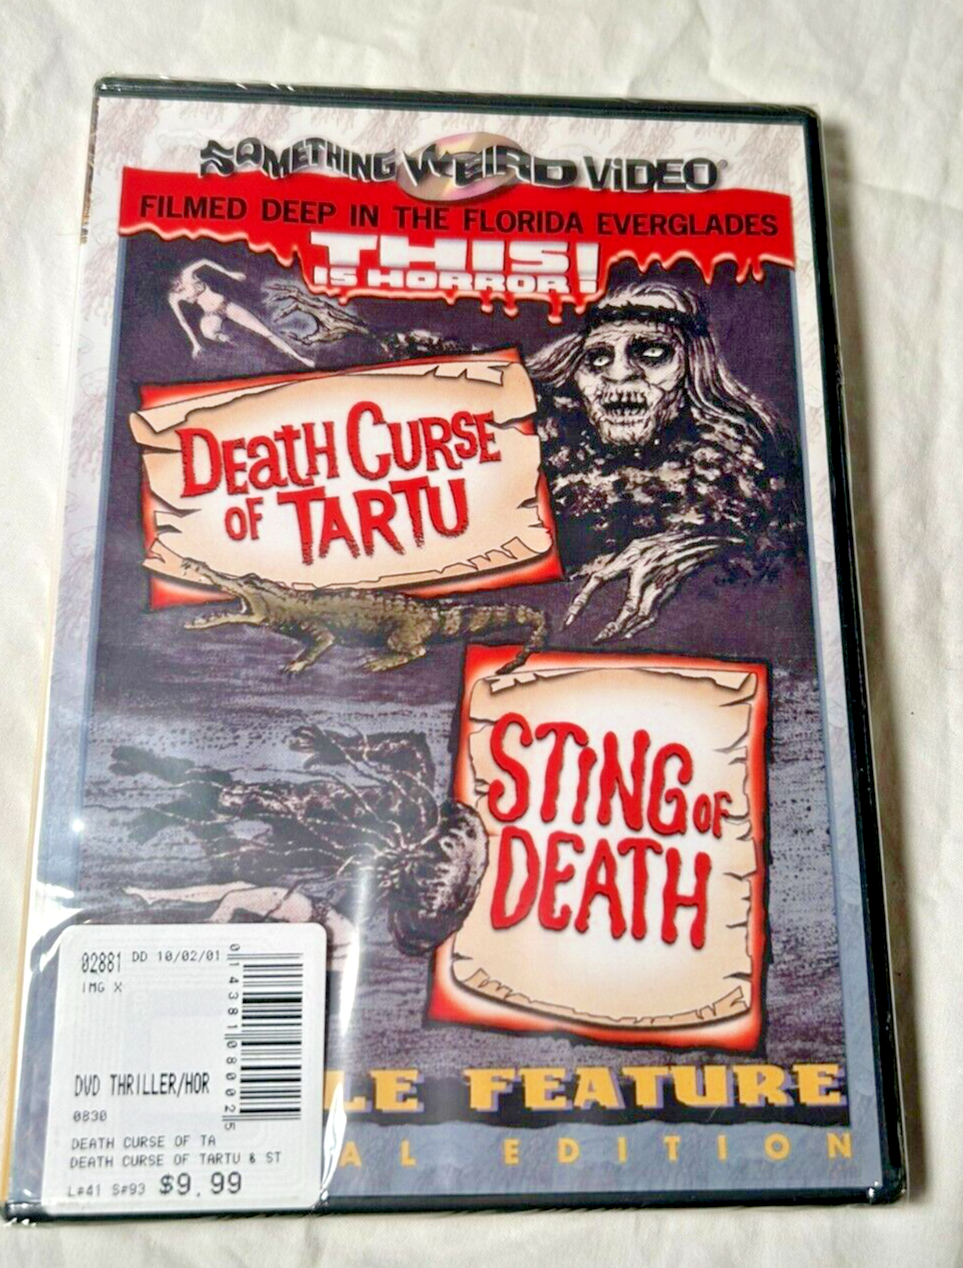 SOMETHING WEIRD VIDEO®
FILMED DEEP IN THE FLORIDA EVERGLADES
THIS!
IS HORROR!
DEATH CURSE
OF TARTU
STING OF
DEATH
LE FEATURE
AL EDITION
02881 DD 10/02/01
IMG X
014381080025
DVD THRILLER/HOR
0830
DEATH CURSE OF TA
DEATH CURSE OF TARTU & ST
L#41 S#93 $9.99